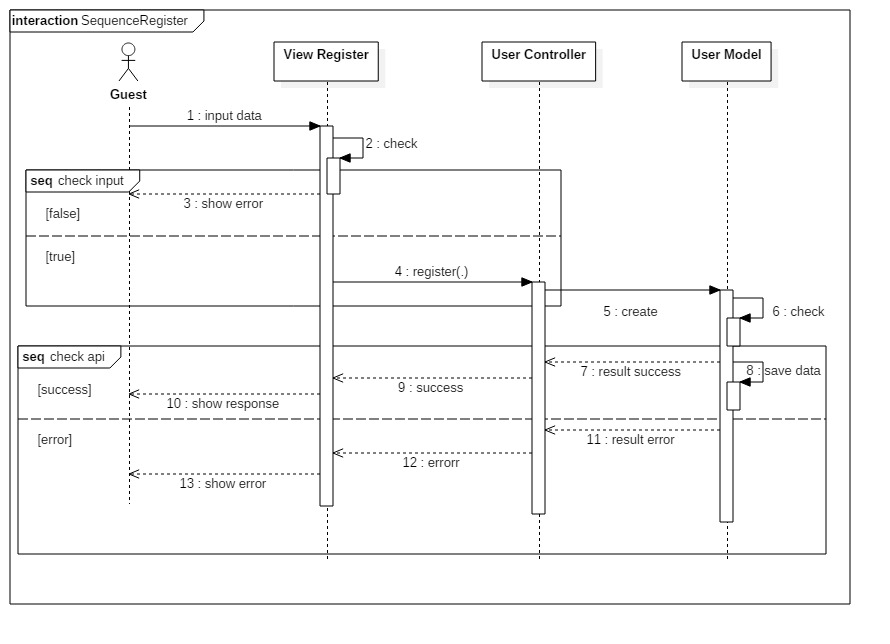 interaction SequenceRegister
View Register
User Controller
User Model
Guest
1 : input data
2 : check
seq check input
3 : show error
[false]
[true]
4 : register(.)
5 : create
6 : check
seq check api
7 : result success
8 : save data
[success]
9 : success
10 : show response
[error]
11 : result error
12 : errorr
13 : show error